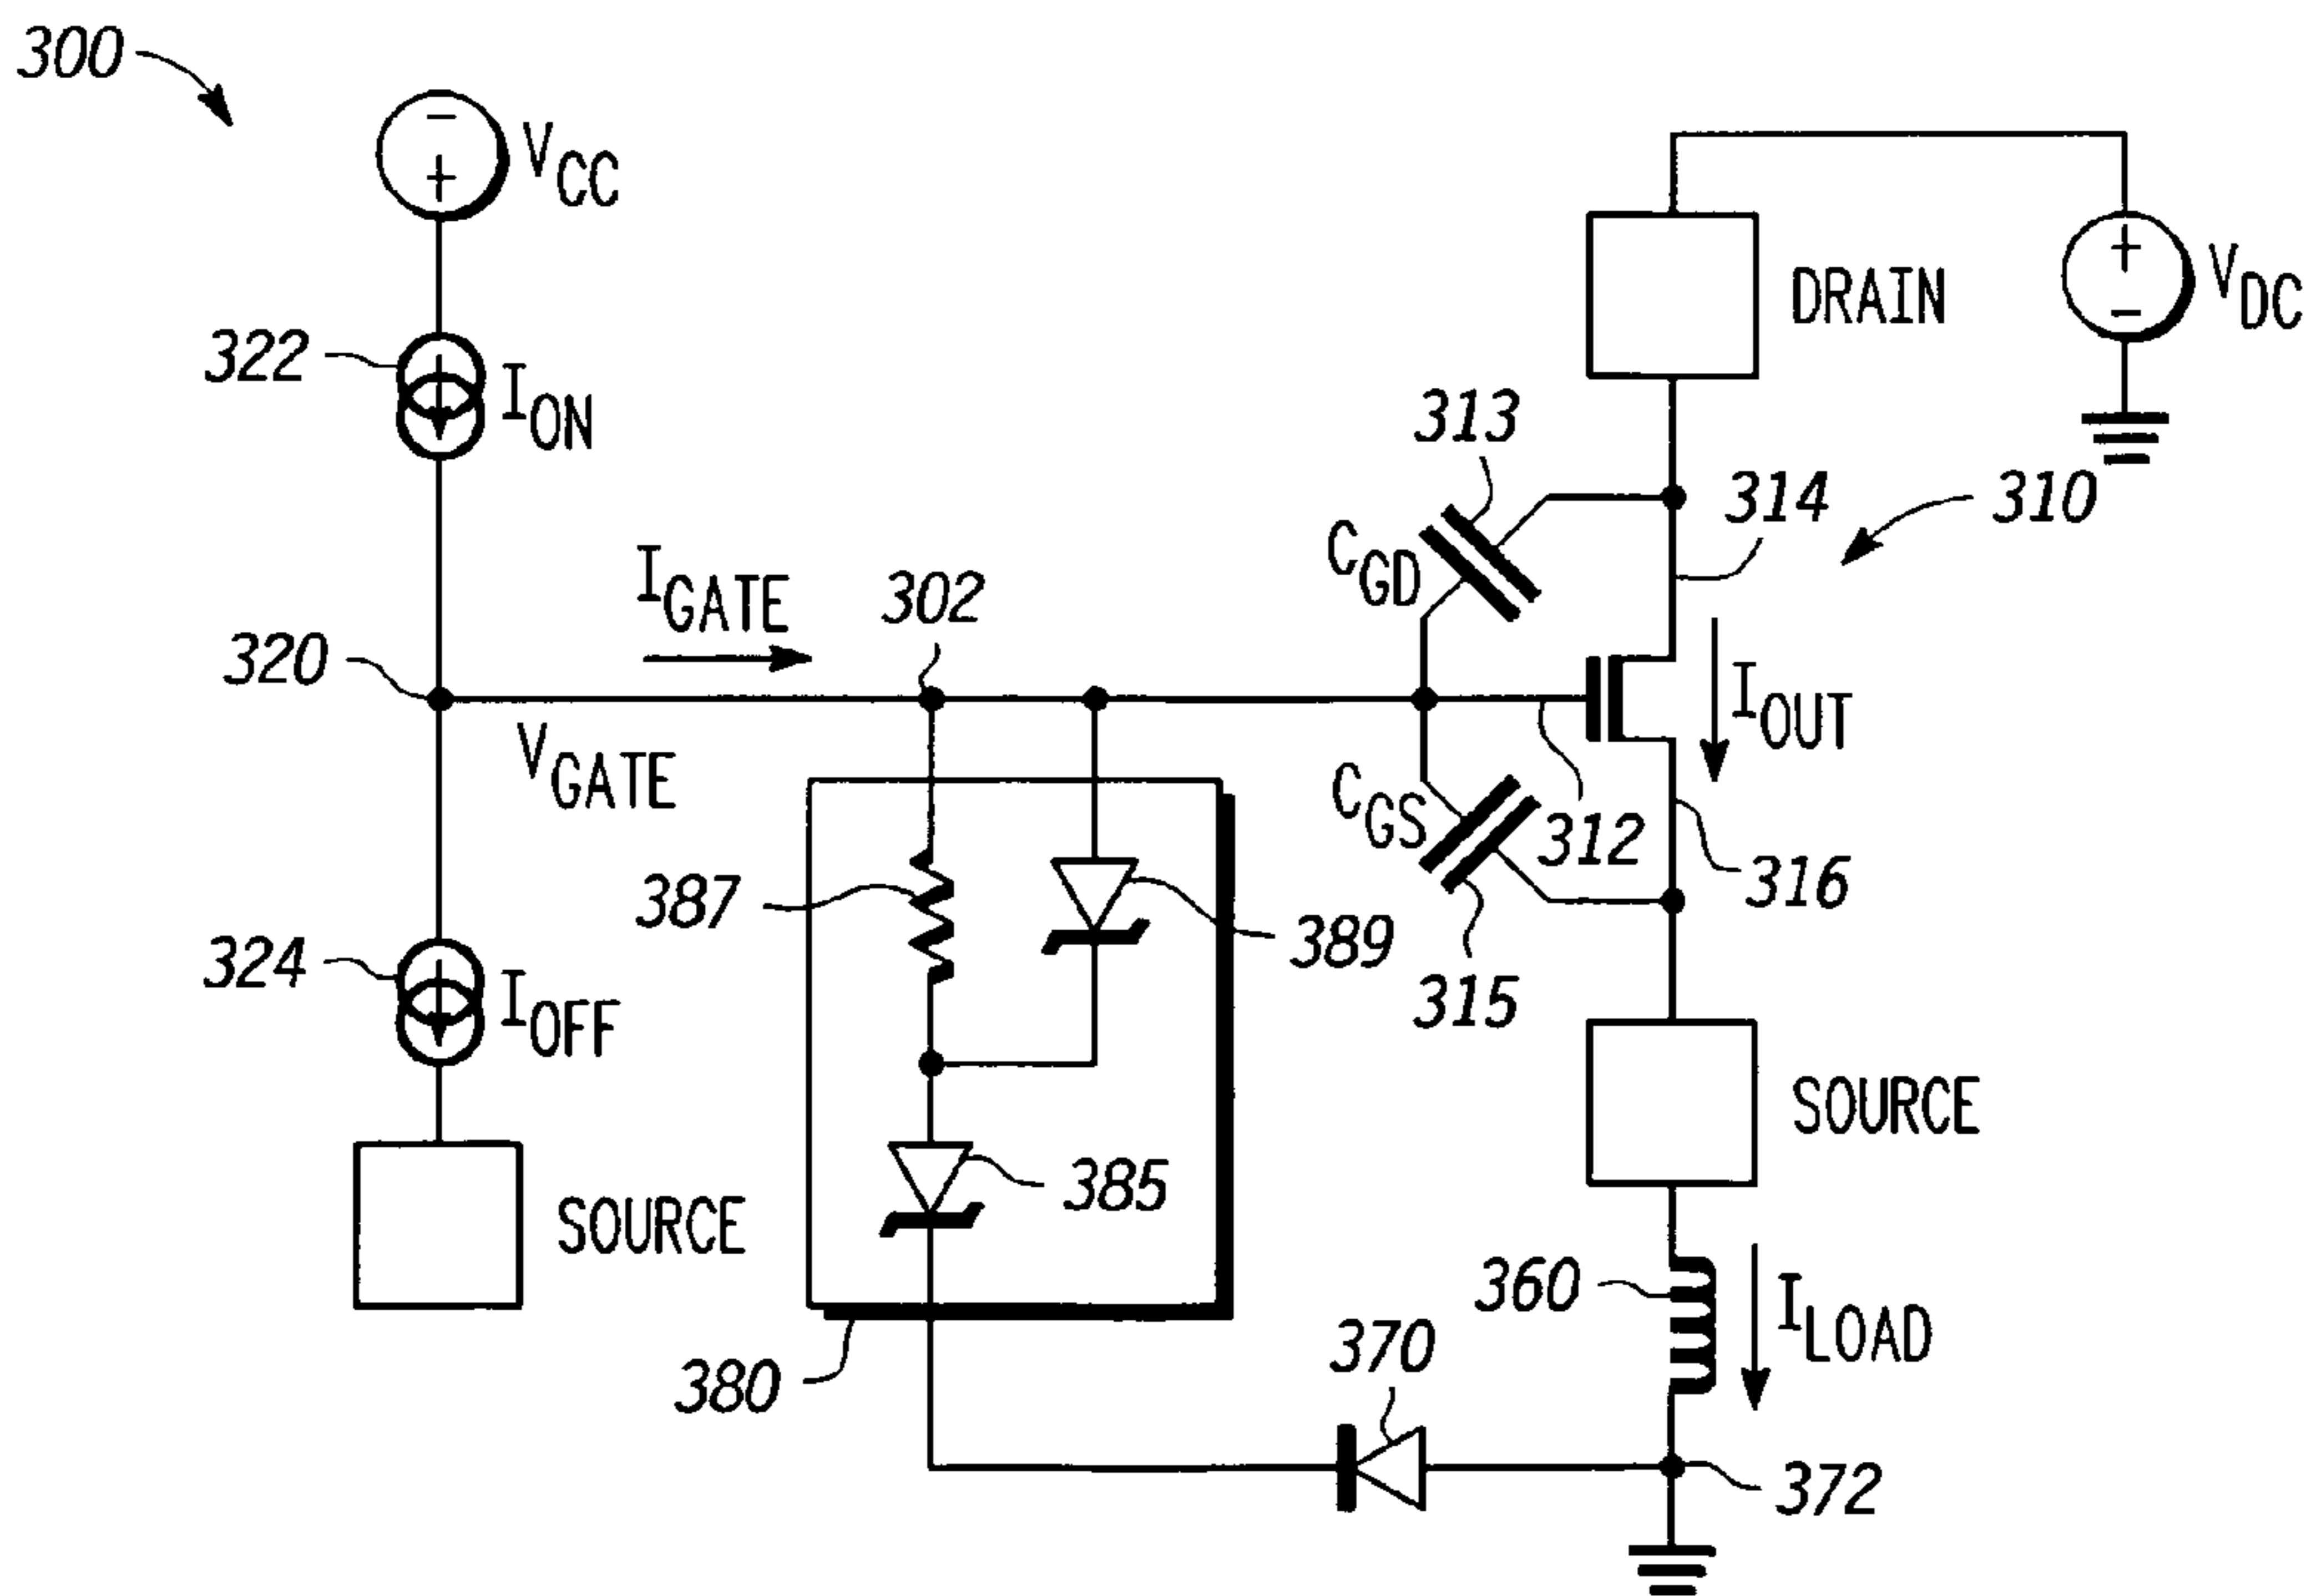 300
−
+
VCC
322
ION
DRAIN
+
−
VDC
313
CGD
314
310
IGATE
302
320
VGATE
IOUT
CGS
312
316
387
389
315
324
IOFF
SOURCE
385
SOURCE
360
ILOAD
370
380
372